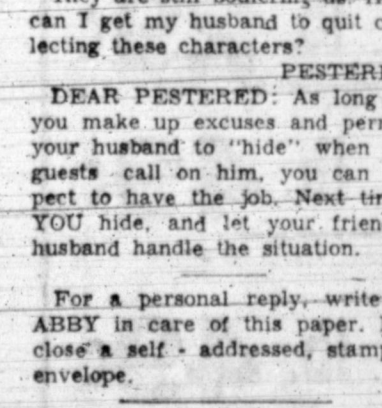 can I get my husband to quit c
lecting these characters?
PESTERE
DEAR PESTERED: As long
you make up excuses and per
your husband to "hide" when
guests call on him, you can
pect to have the job. Next tim
YOU hide, and let your frien
husband handle the situation.
For a personal reply, write
ABBY in care of this paper.
close a self - addressed, stam
envelope.